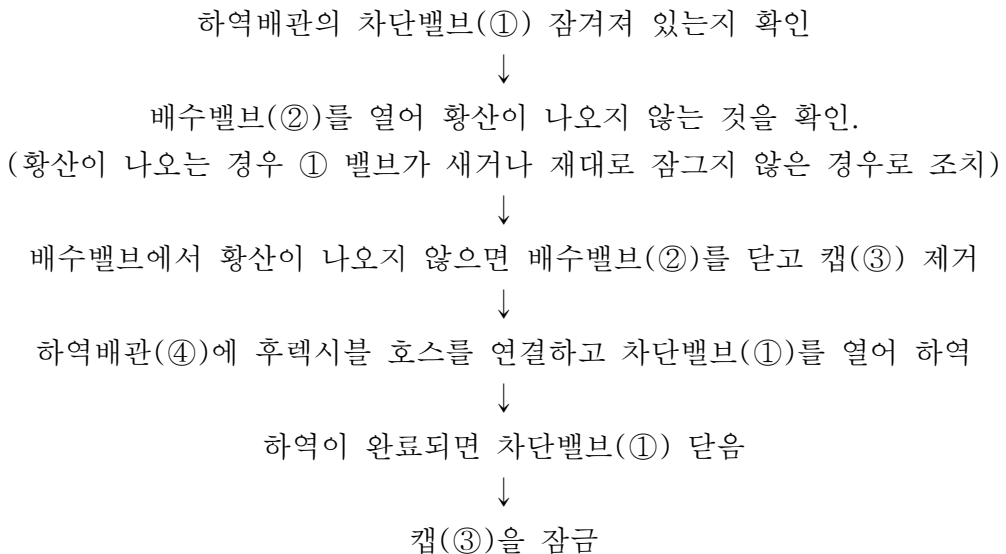 하역배관의 차단밸브(①) 잠겨져 있는지 확인
↓
배수밸브(②)를 열어 황산이 나오지 않는 것을 확인.
(황산이 나오는 경우 ① 밸브가 새거나 재대로 잠그지 않은 경우로 조치)
↓
배수밸브에서 황산이 나오지 않으면 배수밸브(②)를 닫고 캡(③) 제거
↓
하역배관(④)에 후렉시블 호스를 연결하고 차단밸브(①)를 열어 하역
↓
하역이 완료되면 차단밸브(①) 닫음
↓
캡(③)을 잠금